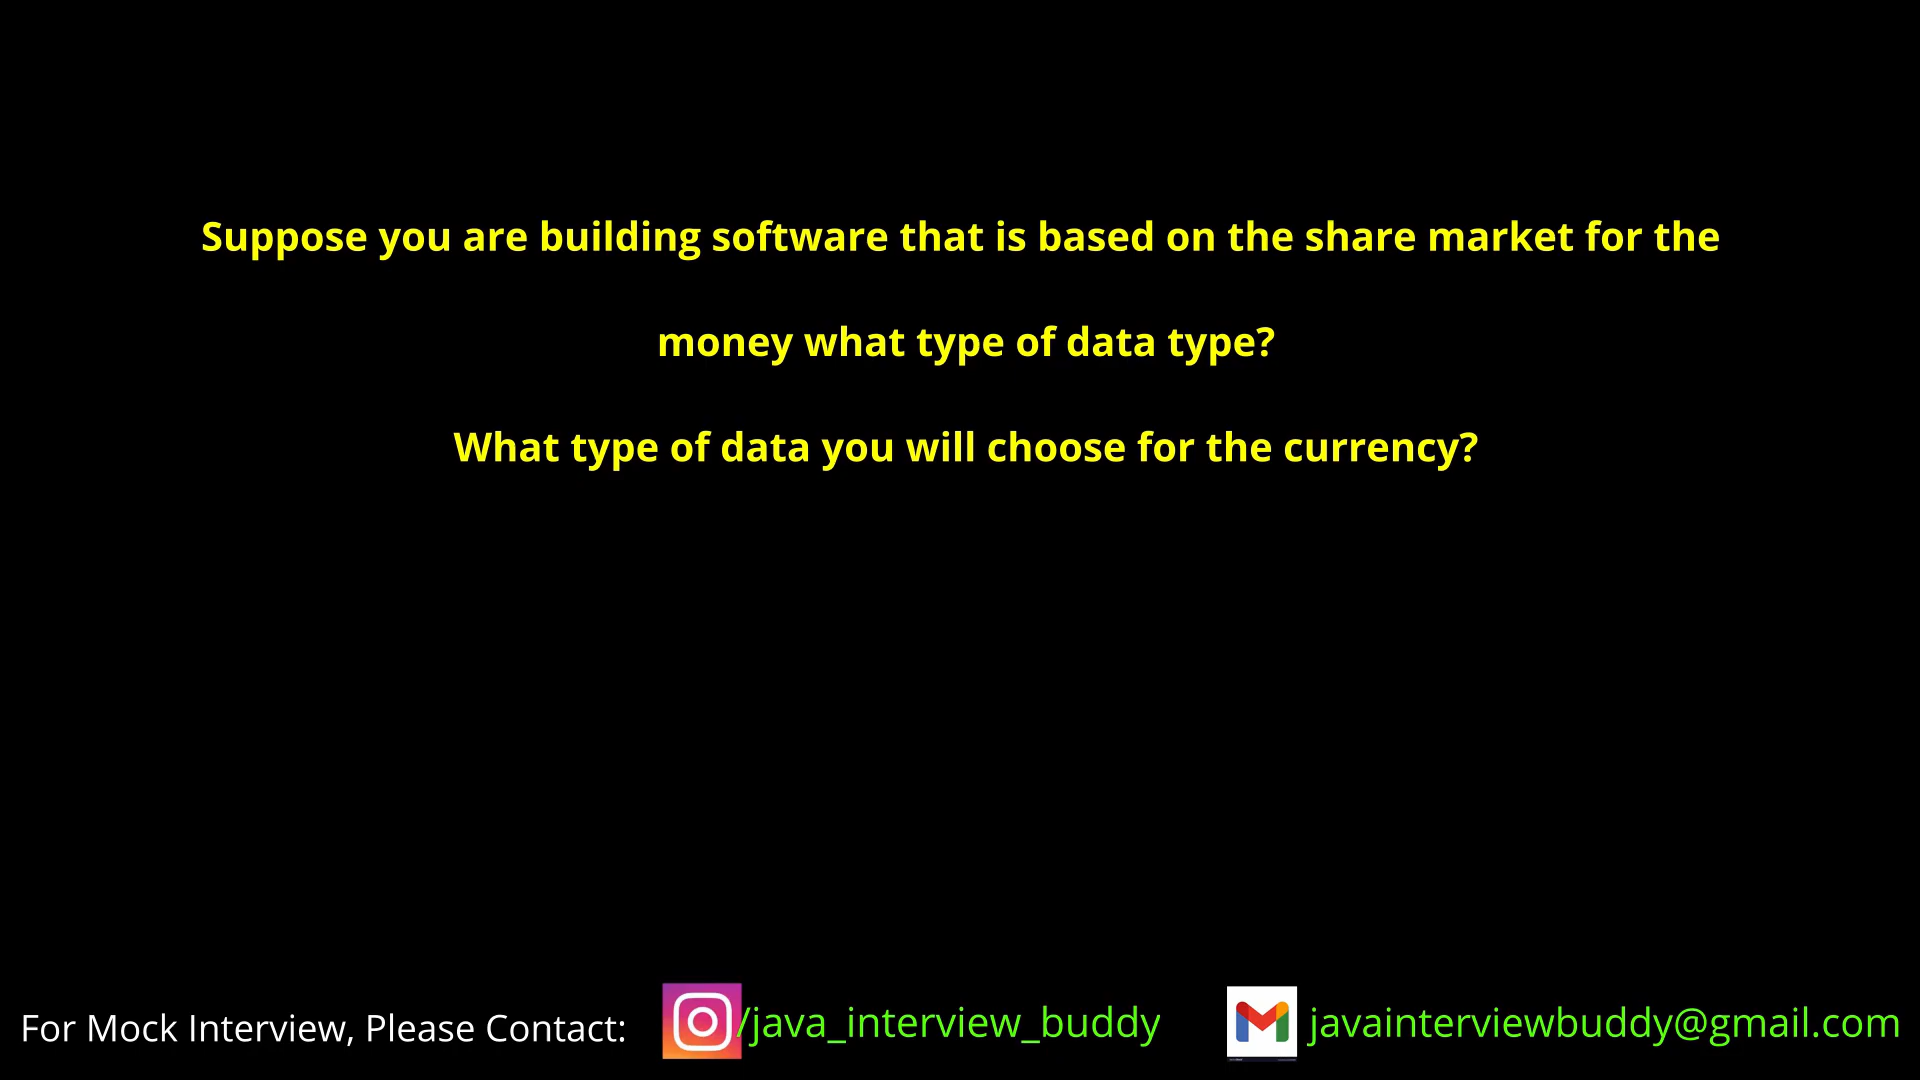 Suppose you are building software that is based on the share market for the
money what type of data type?
What type of data you will choose for the currency?
For Mock Interview, Please Contact: /java_interview_buddy javainterviewbuddy@gmail.com